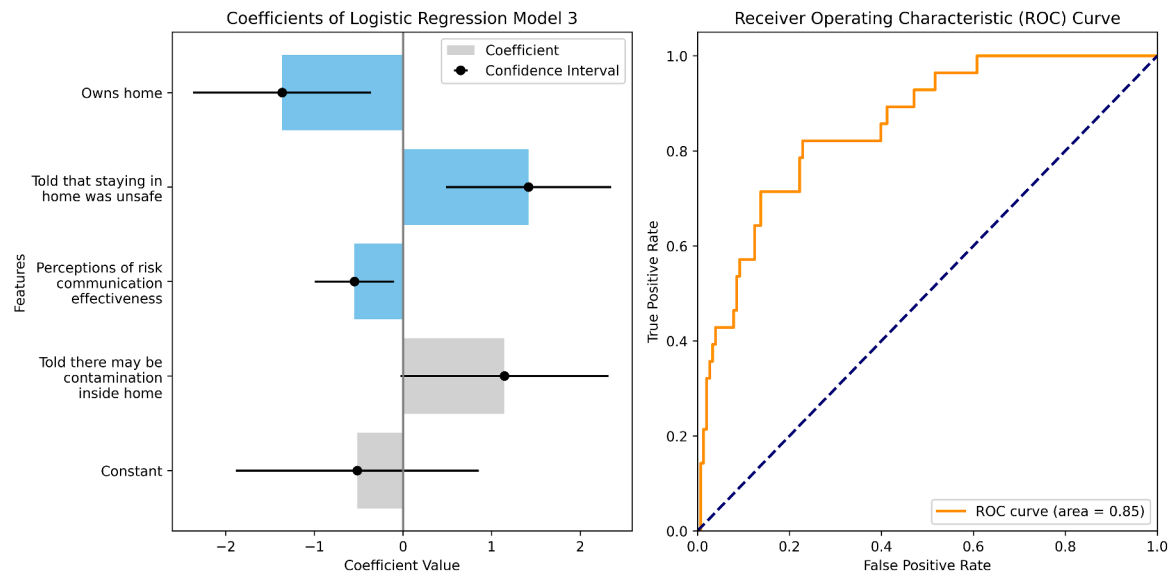 Coefficients of Logistic Regression Model 3
Coefficient
Confidence Interval
Features
Owns home
Told that staying in
home was unsafe
Perceptions of risk
communication
effectiveness
Told there may be
contamination
inside home
Constant
−2
−1
0
1
2
Coefficient Value
Receiver Operating Characteristic (ROC) Curve
True Positive Rate
1.0
0.8
0.6
0.4
0.2
0.0
ROC curve (area = 0.85)
0.0
0.2
0.4
0.6
0.8
1.0
False Positive Rate